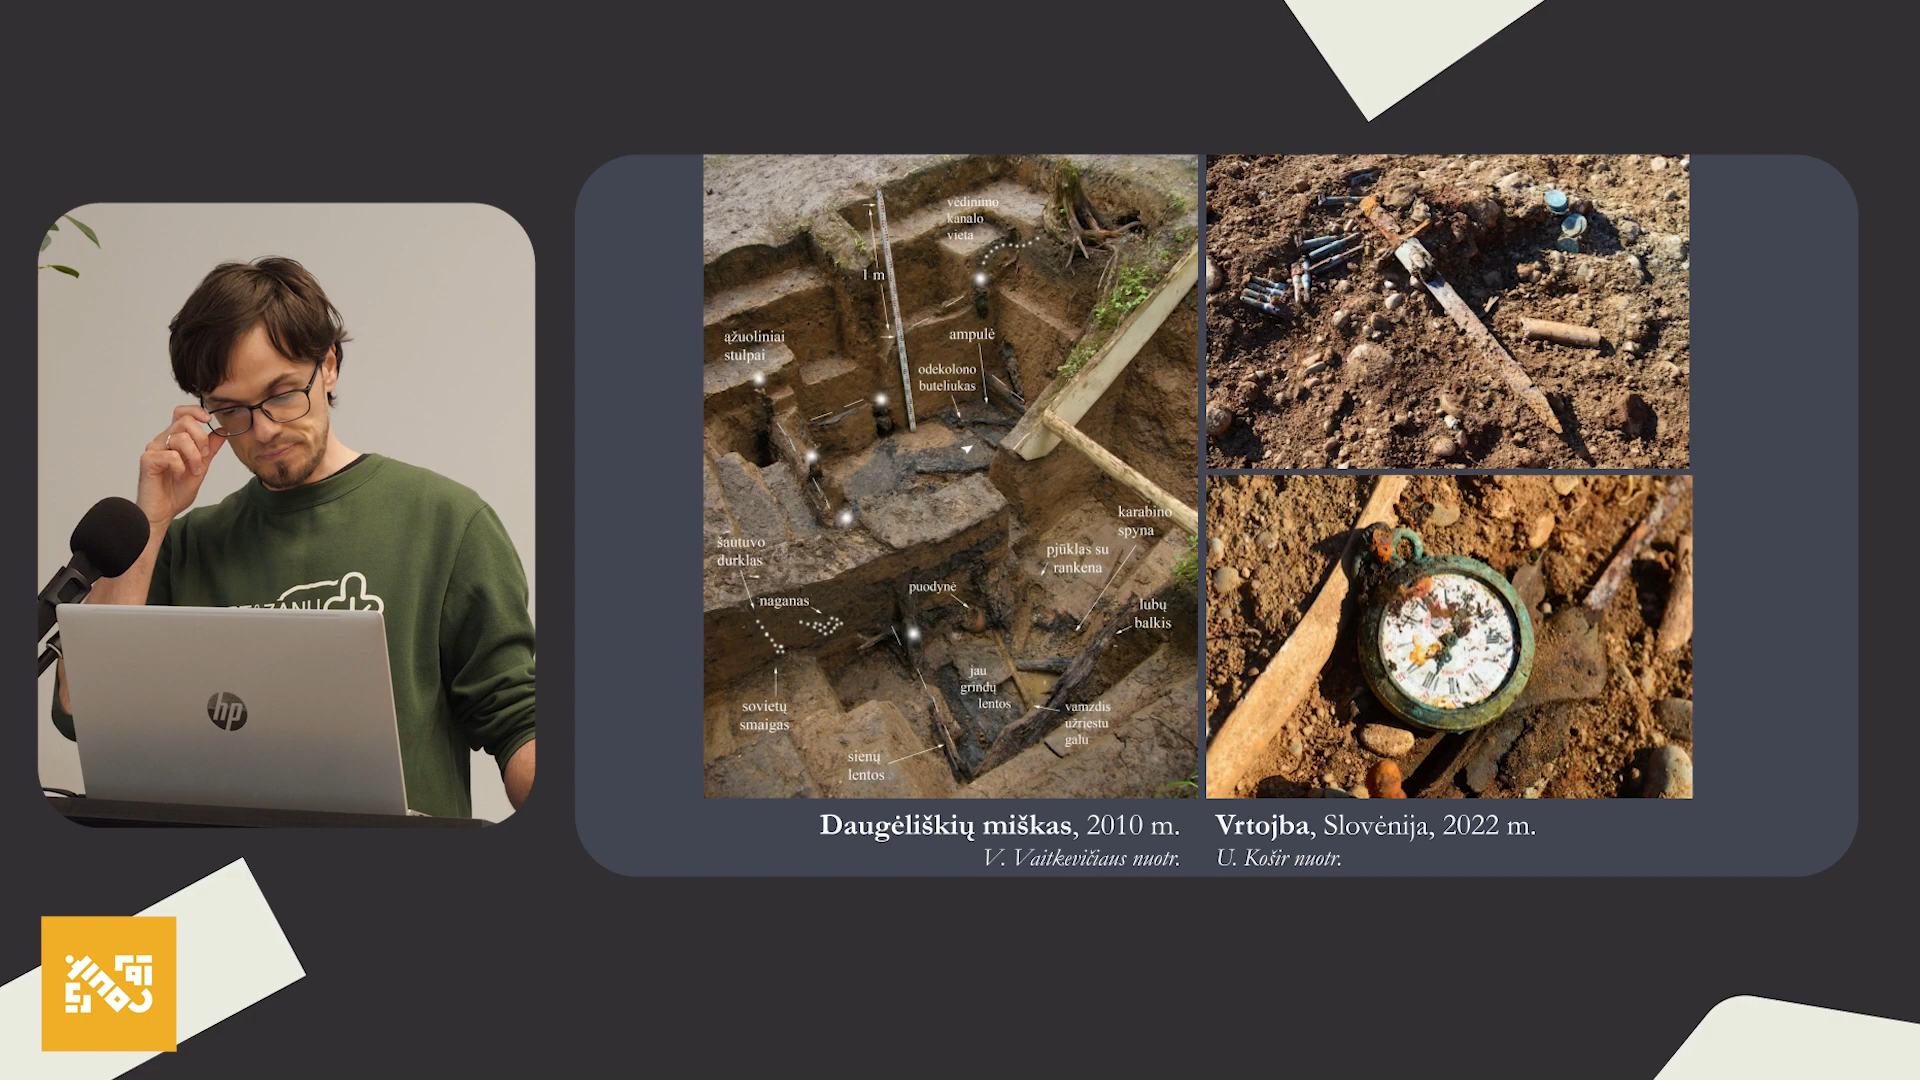 vėdinimo
kanalo
vieta
1 m
ąžuoliniai
stulpai
ampulė
odekolono
buteliukas
karabino
spyna
šautuvo
durklas
pjūklas su
rankena
naganas
puodynė
lubų
balkis
jau
grindų
lentos
sovietų
smaigas
vamzdis
užriestu
galu
sienų
lentos
Daugėliškių miškas, 2010 m.
V. Vaitkevičiaus nuotr.
Vrtojba, Slovėnija, 2022 m.
U. Košir nuotr.
hp